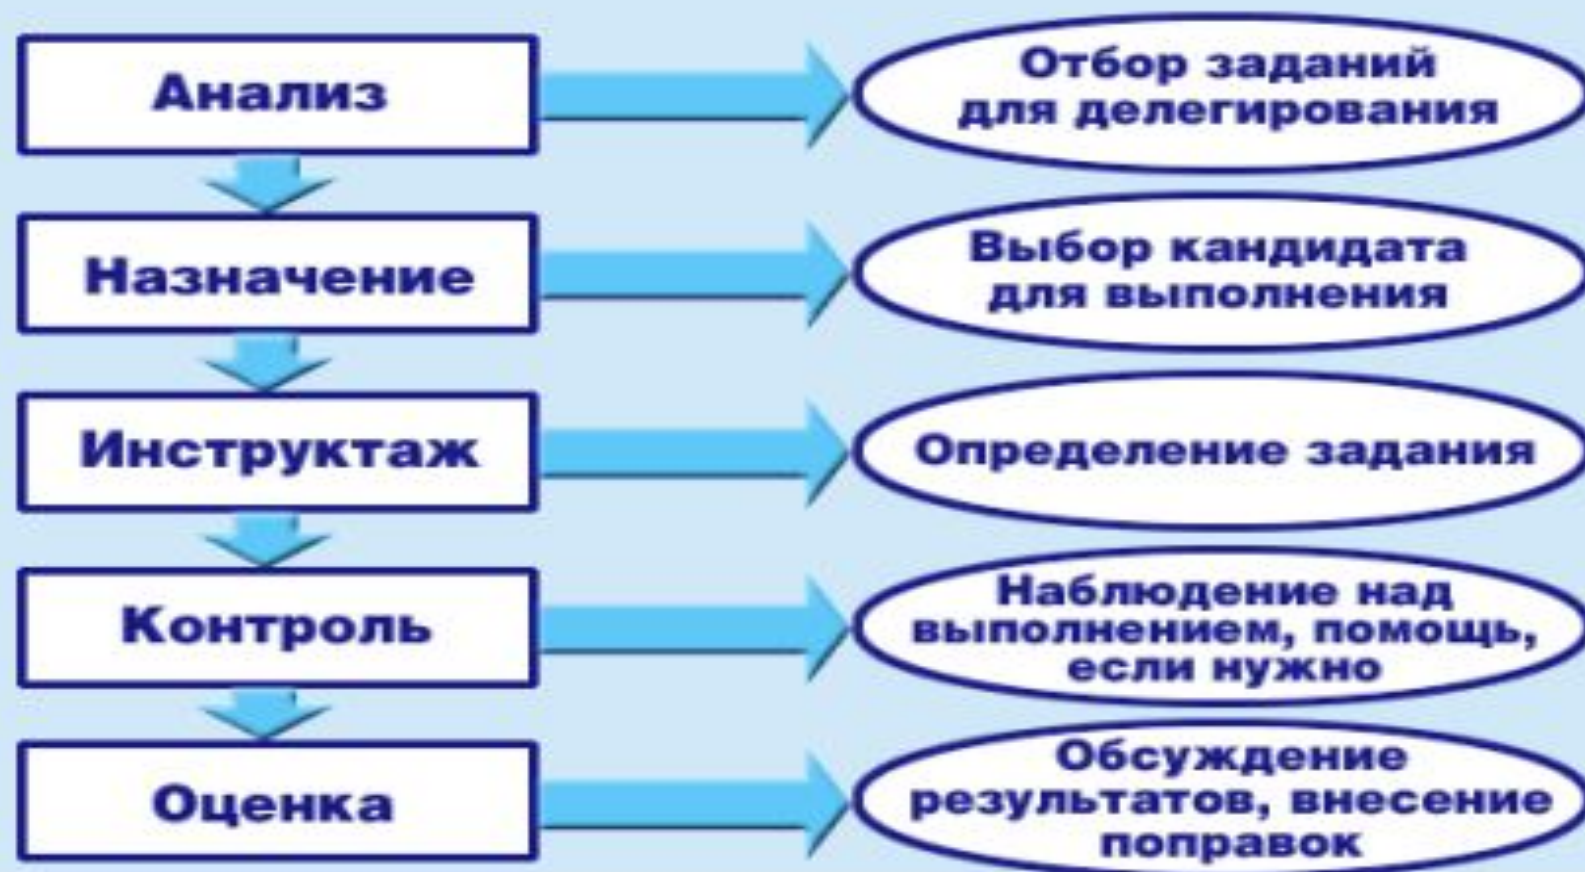 Анализ
Отбор заданий
для делегирования
Назначение
Выбор кандидата
для выполнения
Инструктаж
Определение задания
Контроль
Наблюдение над
выполнением, помощь,
если нужно
Оценка
Обсуждение
результатов, внесение
поправок